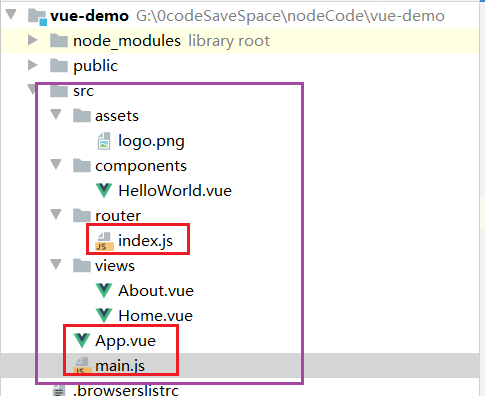 vue-demo G:\0codeSaveSpace\nodeCode\vue-demo
node_modules library root
public
src
assets
logo.png
components
HelloWorld.vue
router
JS index.js
views
About.vue
Home.vue
App.vue
JS main.js
.browserslistrc